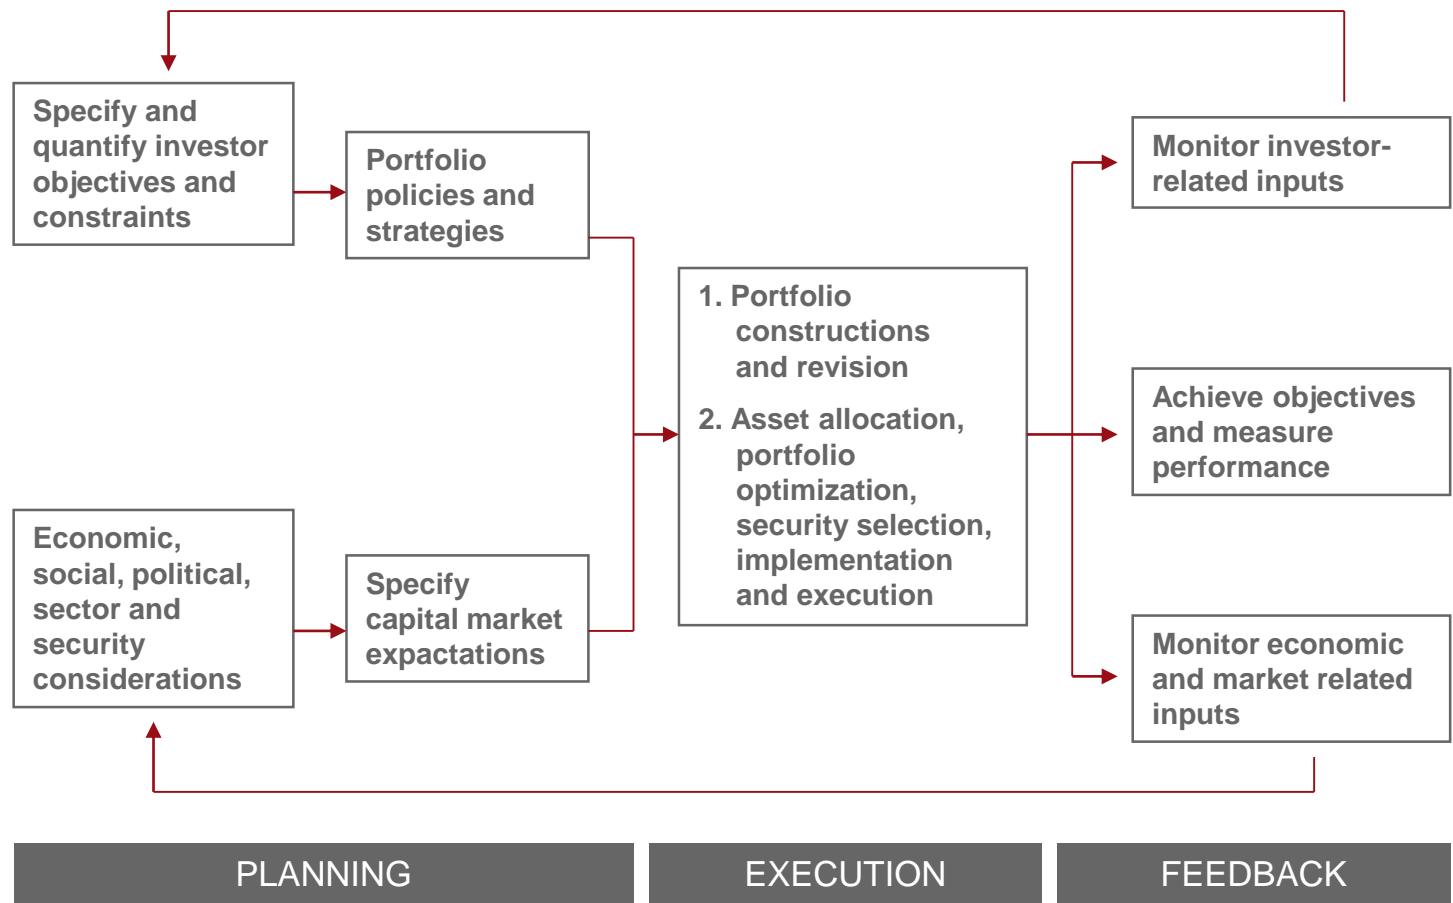 Specify and
quantify investor
objectives and
constraints
Portfolio
policies and
strategies
Economic,
social, political,
sector and
security
considerations
Specify
capital market
expactations
1. Portfolio
constructions
and revision
2. Asset allocation,
portfolio
optimization,
security selection,
implementation
and execution
Monitor investor-
related inputs
Achieve objectives
and measure
performance
Monitor economic
and market related
inputs
PLANNING
EXECUTION
FEEDBACK